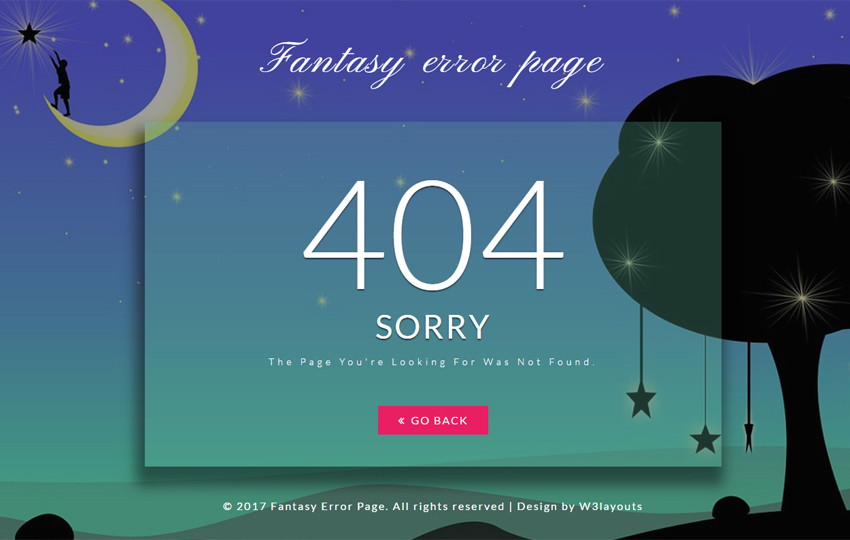 Fantasy error page
404
SORRY
The Page You're Looking For Was Not Found.
« GO BACK
© 2017 Fantasy Error Page. All rights reserved | Design by W3layouts